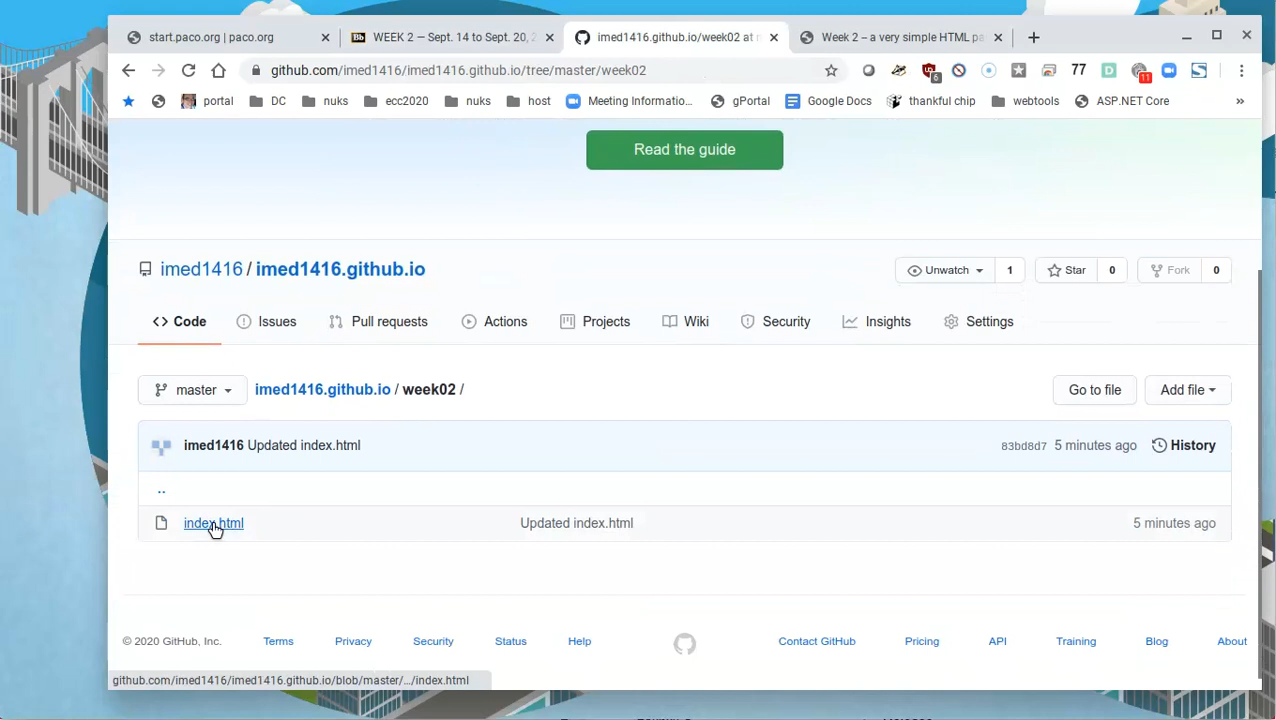 start.paco.org | paco.org
Bb WEEK 2 – Sept. 14 to Sept. 20, 2
imed1416.github.io/week02 at m
Week 2 – a very simple HTML pa
github.com/imed1416/imed1416.github.io/tree/master/week02
6
77
D
11
portal
DC
nuks
ecc2020
nuks
host
Meeting Informatio...
gPortal
Google Docs
thankful chip
webtools
ASP.NET Core
»
Read the guide
imed1416 / imed1416.github.io
Unwatch 1
Star 0
Fork 0
Code
Issues
Pull requests
Actions
Projects
Wiki
Security
Insights
Settings
master
imed1416.github.io / week02 /
Go to file
Add file
imed1416 Updated index.html
83bd8d7 5 minutes ago
History
..
index.html
Updated index.html
5 minutes ago
© 2020 GitHub, Inc.
Terms
Privacy
Security
Status
Help
Contact GitHub
Pricing
API
Training
Blog
About
github.com/imed1416/imed1416.github.io/blob/master/.../index.html